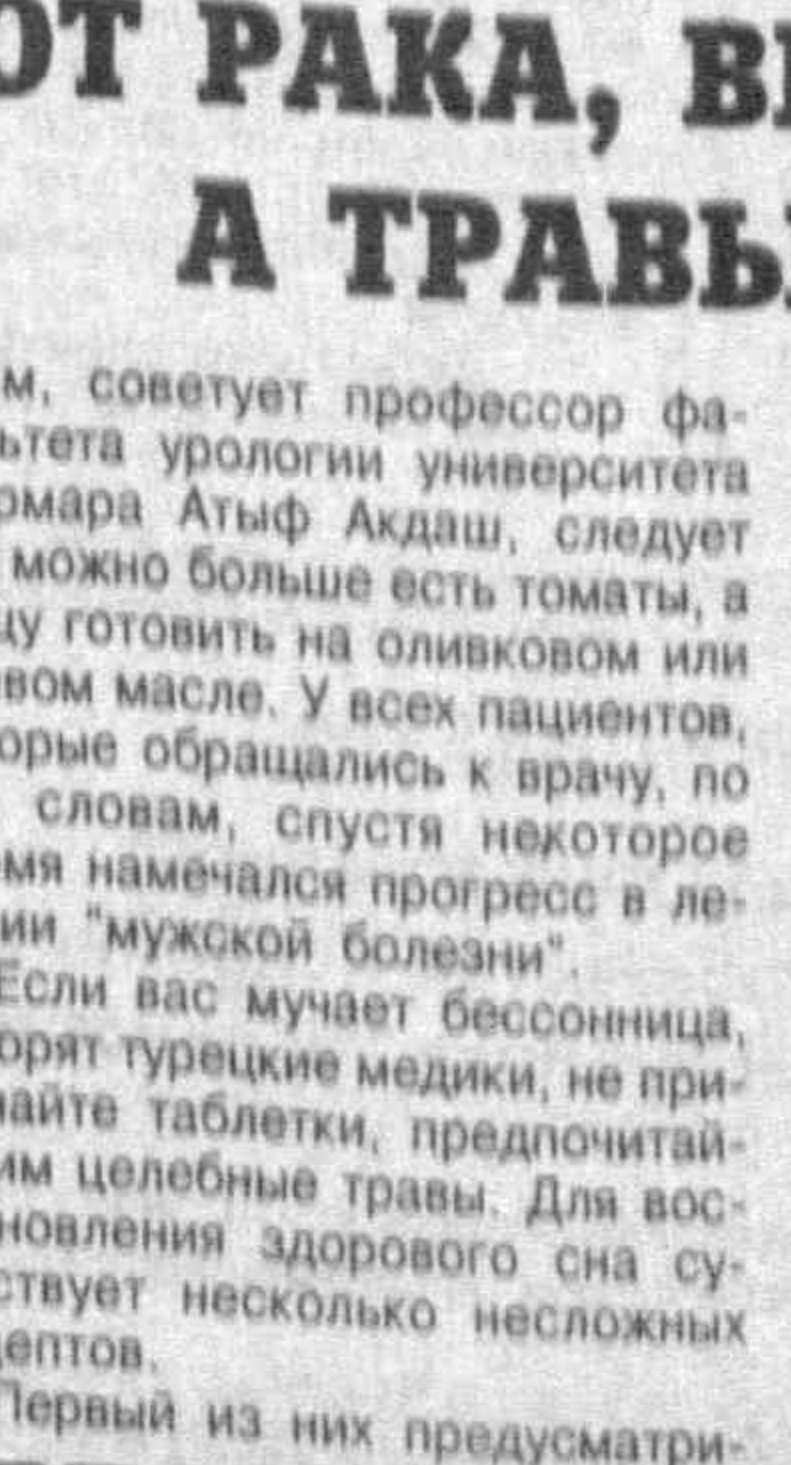 ОТ РАКА, В
А ТРАВЫ
м, советует профессор фа-
ьтета урологии университета
рмара Атыф Акдаш, следует
можно больше есть томаты, а
цу готовить на оливковом или
вом масле. У всех пациентов,
орые обращались к врачу, по
словам, спустя некоторое
мя намечался прогресс в ле-
ии "мужской болезни".
Если вас мучает бессонница,
орят турецкие медики, не при-
айте таблетки, предпочитай-
им целебные травы. Для вос-
новления здорового сна су-
ствует несколько несложных
цептов.
Первый из них предусматри-